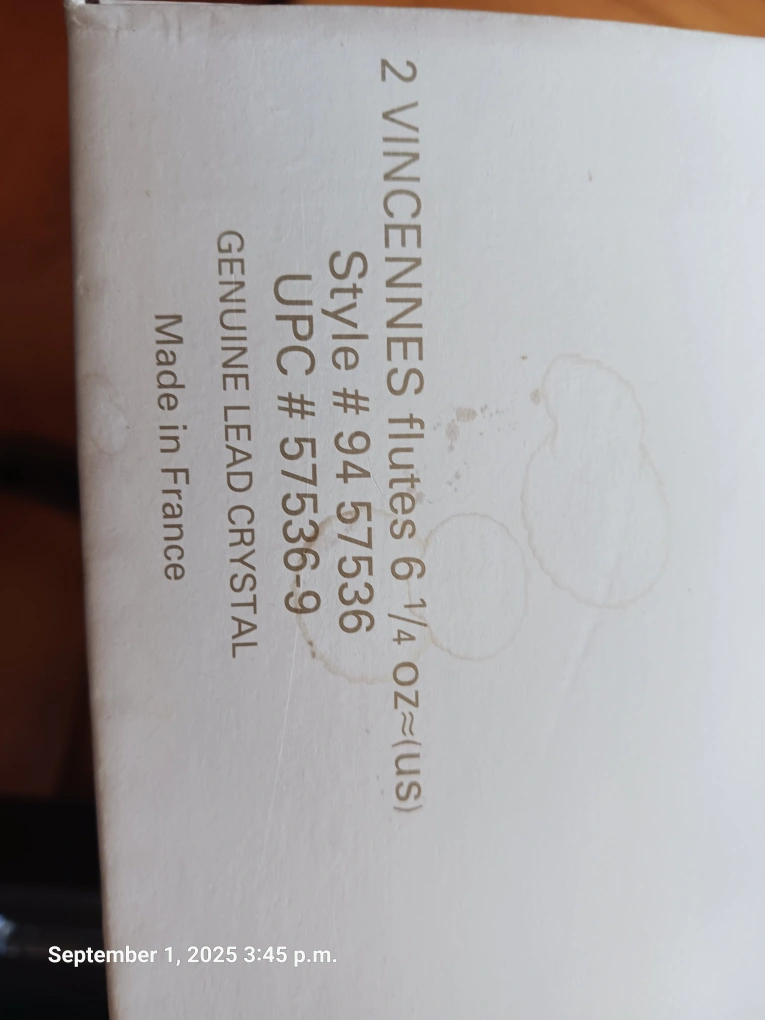 2 VINCENNES flutes 6 1/4 oz≈(us)
Style # 94 57536
UPC # 57536-9
GENUINE LEAD CRYSTAL
Made in France
September 1, 2025 3:45 p.m.